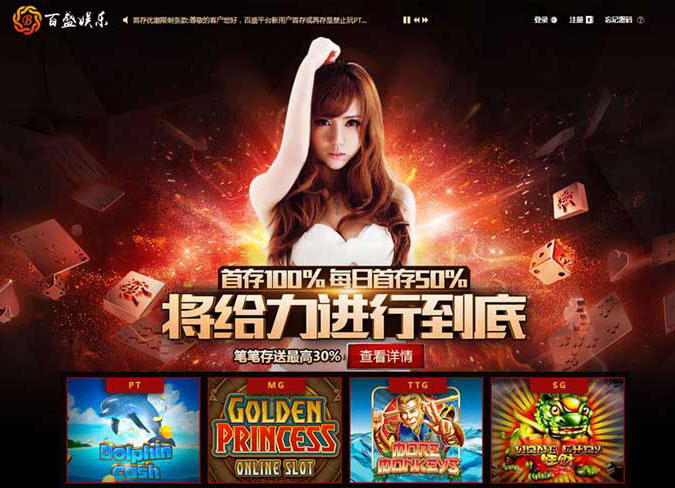 百盛娱乐
首存优惠限制条款:尊敬的客户您好，百盛平台新用户首存或再存是禁止玩PT...
登录
注册
忘记密码
首存100% 每日首存50%
将给力进行到底
笔笔存送最高30%
查看详情
PT
MG
TTG
SG
Dolphin
Cash
GOLDEN
PRINCESS
ONLINE SLOT
MORE
MONKEYS